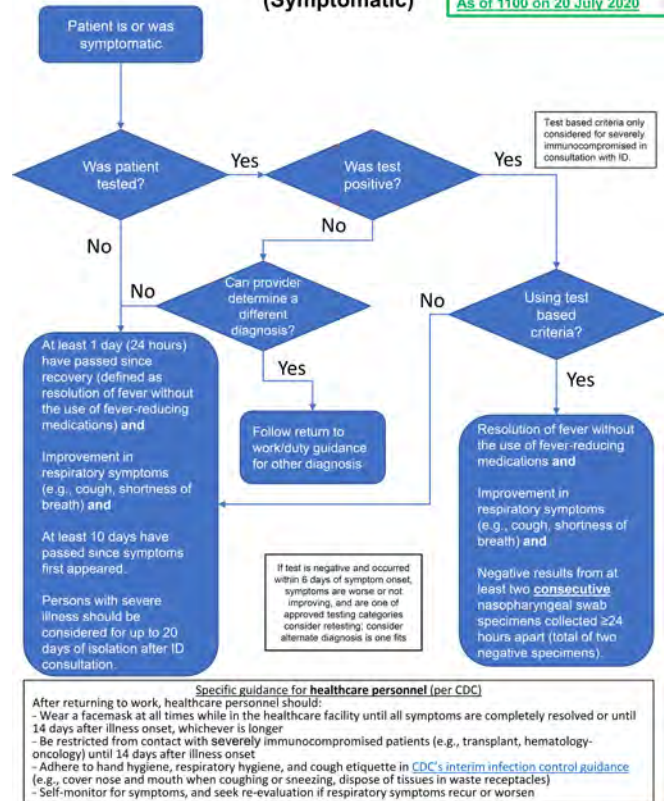 (Symptomatic)
As of 1100 on 20 July 2020
Patient is or was
symptomatic
Test based criteria only
considered for severely
immunocompromised in
consultation with ID.
Was patient
tested?
Yes
Was test
positive?
Yes
No
No
Can provider
determine a
different
diagnosis?
No
No
Using test
based
criteria?
Yes
Yes
At least 1 day (24 hours)
have passed since
recovery (defined as
resolution of fever without
the use of fever-reducing
medications) and
Improvement in
respiratory symptoms
(e.g., cough, shortness of
breath) and
At least 10 days have
passed since symptoms
first appeared.
Persons with severe
illness should be
considered for up to 20
days of isolation after ID
consultation.
Follow return to
work/duty guidance
for other diagnosis
Resolution of fever without
the use of fever-reducing
medications and
Improvement in
respiratory symptoms
(e.g., cough, shortness of
breath) and
Negative results from at
least two consecutive
nasopharyngeal swab
specimens collected ≥24
hours apart (total of two
negative specimens).
If test is negative and occurred
within 6 days of symptom onset,
symptoms are worse or not
improving, and are one of
approved testing categories
consider retesting; consider
alternate diagnosis is one fits
Specific guidance for healthcare personnel (per CDC)
After returning to work, healthcare personnel should:
- Wear a facemask at all times while in the healthcare facility until all symptoms are completely resolved or until
14 days after illness onset, whichever is longer
- Be restricted from contact with severely immunocompromised patients (e.g., transplant, hematology-
oncology) until 14 days after illness onset
- Adhere to hand hygiene, respiratory hygiene, and cough etiquette in CDC's interim infection control guidance
(e.g., cover nose and mouth when coughing or sneezing, dispose of tissues in waste receptacles)
- Self-monitor for symptoms, and seek re-evaluation if respiratory symptoms recur or worsen